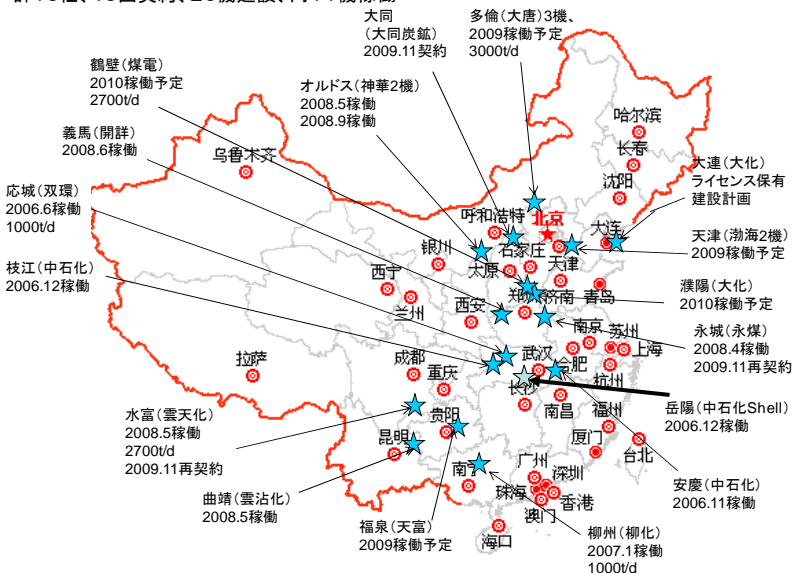 大同
(大同炭鉱)
2009.11契約
多倫(大唐)3機、
2009稼働予定
3000t/d
鶴壁(煤電)
2010稼働予定
2700t/d
オルドス(神華2機)
2008.5稼働
2008.9稼働
義馬(開詳)
2008.6稼働
応城(双環)
2006.6稼働
1000t/d
枝江(中石化)
2006.12稼働
大連(大化)
ライセンス保有
建設計画
天津(渤海2機)
2009稼働予定
濮陽(大化)
2010稼働予定
永城(永煤)
2008.4稼働
2009.11再契約
岳陽(中石化Shell)
2006.12稼働
安慶(中石化)
2006.11稼働
柳州(柳化)
2007.1稼働
1000t/d
福泉(天富)
2009稼働予定
曲靖(雲沾化)
2008.5稼働
水富(雲天化)
2008.5稼働
2700t/d
2009.11再契約
哈尔滨
长春
沈阳
乌鲁木齐
呼和浩特
北京
大连
银川
石家庄
天津
太原
西宁
济南
青岛
兰州
西安
郑州
南京
苏州
上海
拉萨
成都
武汉
合肥
重庆
杭州
长沙
南昌
贵阳
福州
昆明
厦门
台北
南宁
广州
深圳
珠海
香港
澳门
海口